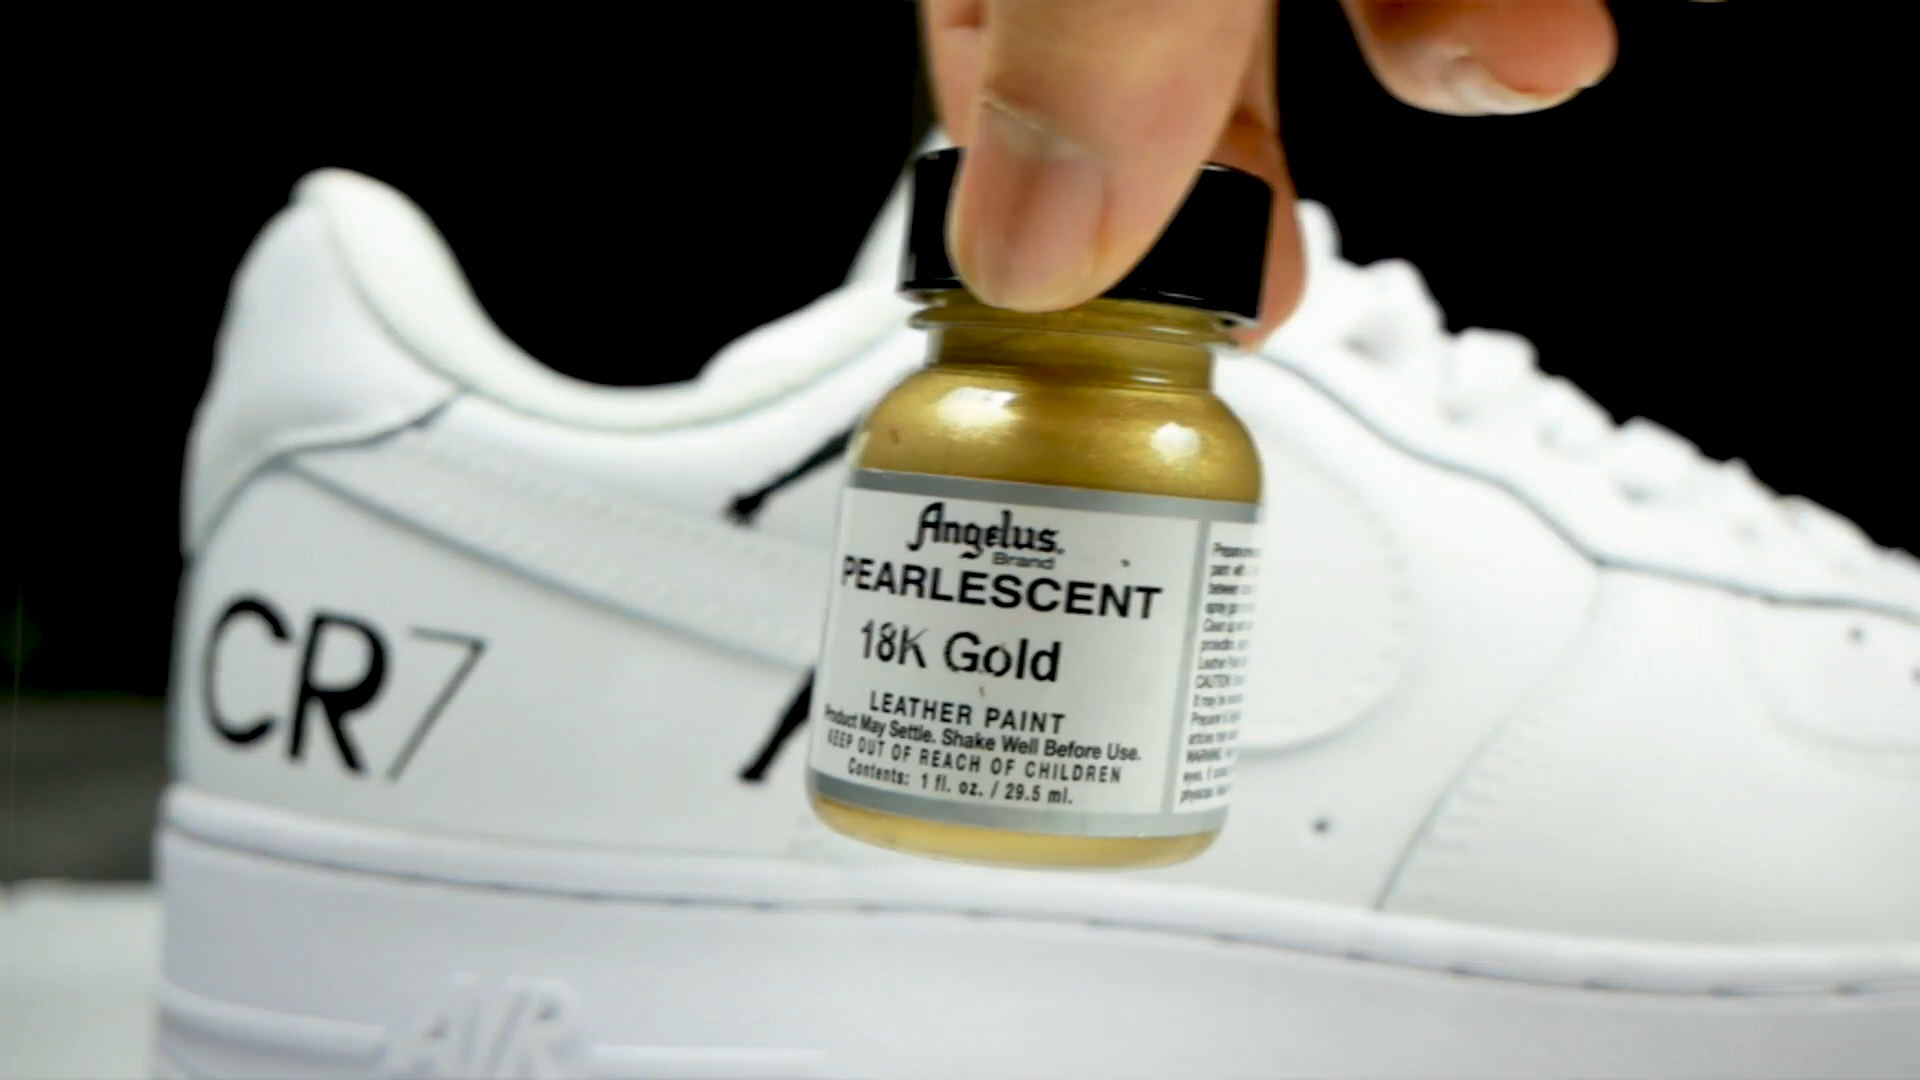 Angelus.
Brand
PEARLESCENT
18K Gold
LEATHER PAINT
Product May Settle. Shake Well Before Use.
KEEP OUT OF REACH OF CHILDREN
Contents: 1 fl. oz. / 29.5 ml.
CR7
AIR